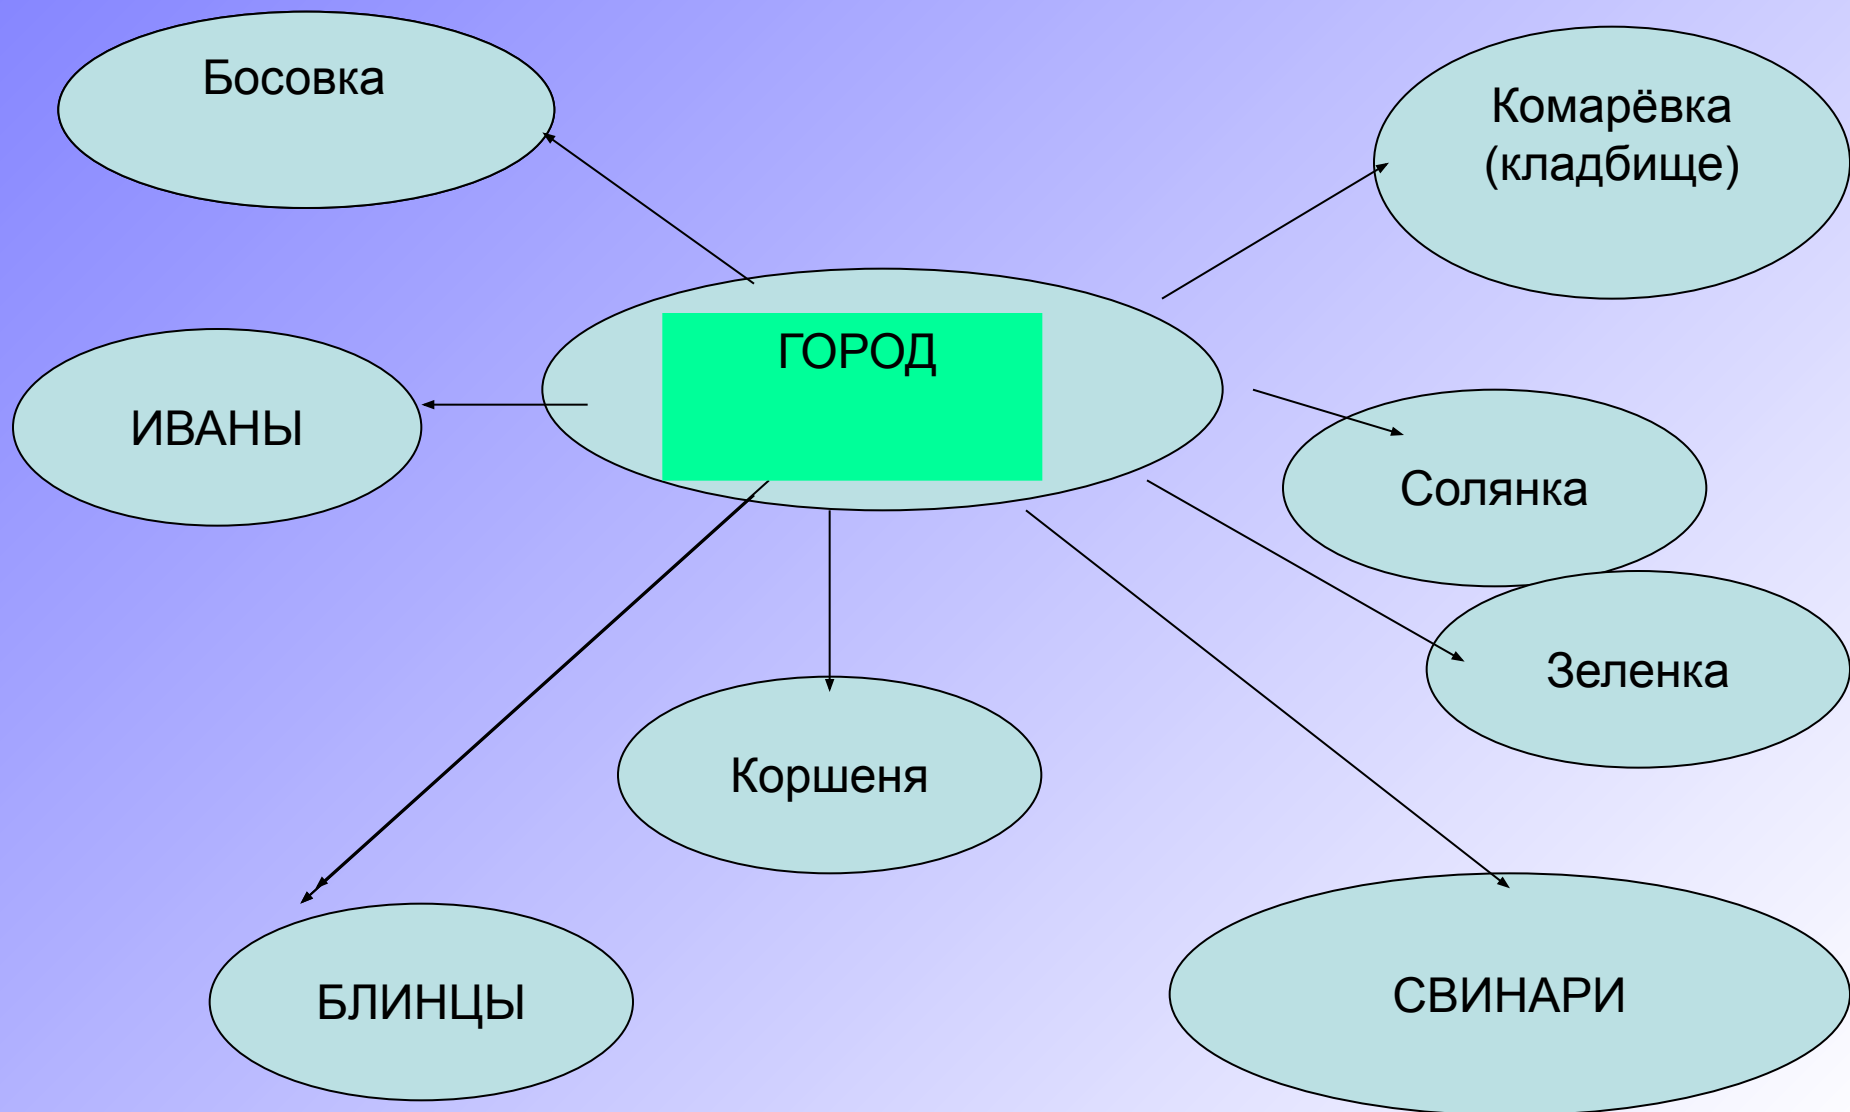 Босовка
Комарёвка
(кладбище)
ГОРОД
ИВАНЫ
Солянка
Зеленка
Коршеня
БЛИНЦЫ
СВИНАРИ